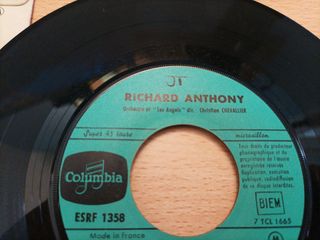 JT
RICHARD ANTHONY
Orchestre et "Les Angels" dir. Christian CHEVALLIER
Super 45 tours
microsillon
Columbia
ESRF 1358
Made in France
Tous droits du producteur
phonographique et du propriétaire
de l'œuvre enregistrée
réservés. Duplication,
exécution publique,
radiodiffusion de
ce disque interdites.
BIEM
7 TCL 1665
M